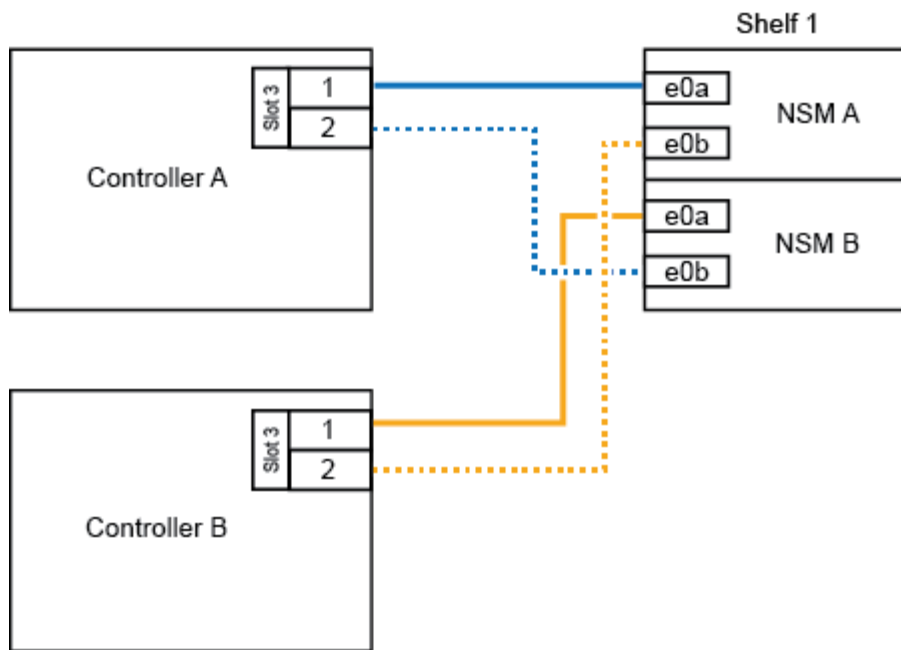 Shelf 1
Slot 3
1
2
Controller A
e0a
e0b
NSM A
e0a
e0b
NSM B
Slot 3
1
2
Controller B